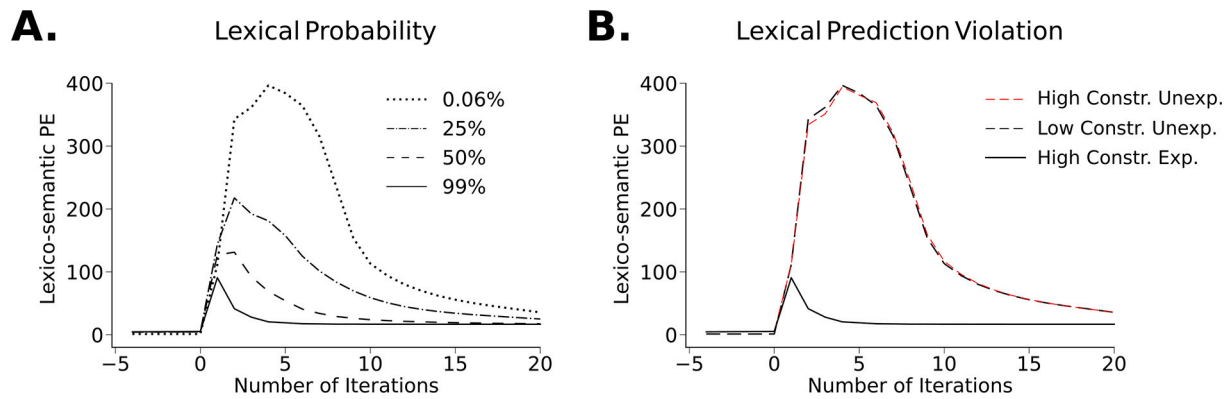 A.
Lexical Probability
Lexico-semantic PE
400
300
200
100
0
−5
0
5
10
15
20
Number of Iterations
0.06%
25%
50%
99%
B.
Lexical Prediction Violation
Lexico-semantic PE
400
300
200
100
0
−5
0
5
10
15
20
Number of Iterations
High Constr. Unexp.
Low Constr. Unexp.
High Constr. Exp.